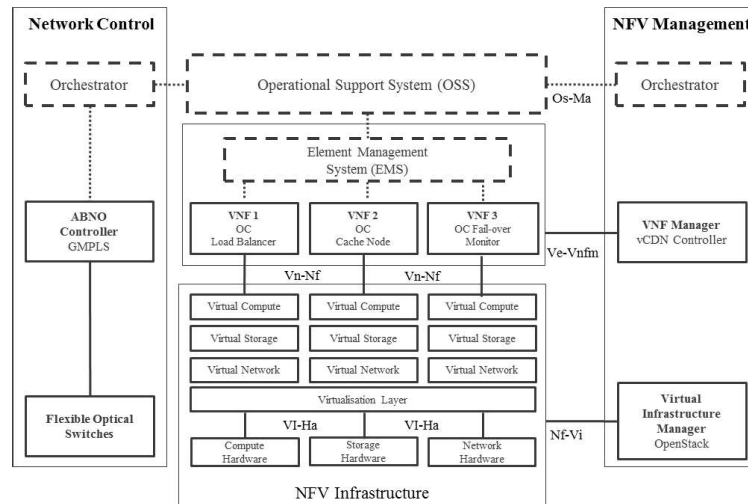 Network Control
NFV Management
Orchestrator
Operational Support System (OSS)
Orchestrator
Os-Ma
Element Management
System (EMS)
ABNO
Controller
GMPLS
VNF 1
OC
Load Balancer
VNF 2
OC
Cache Node
VNF 3
OC Fail-over
Monitor
VNF Manager
vCDN Controller
Ve-Vnfm
Vn-Nf
Vn-Nf
Virtual Compute
Virtual Compute
Virtual Compute
Virtual Storage
Virtual Storage
Virtual Storage
Virtual Network
Virtual Network
Virtual Network
Virtualisation Layer
Flexible Optical
Switches
VI-Ha
VI-Ha
Compute
Hardware
Storage
Hardware
Network
Hardware
Nf-Vi
Virtual
Infrastructure
Manager
OpenStack
NFV Infrastructure